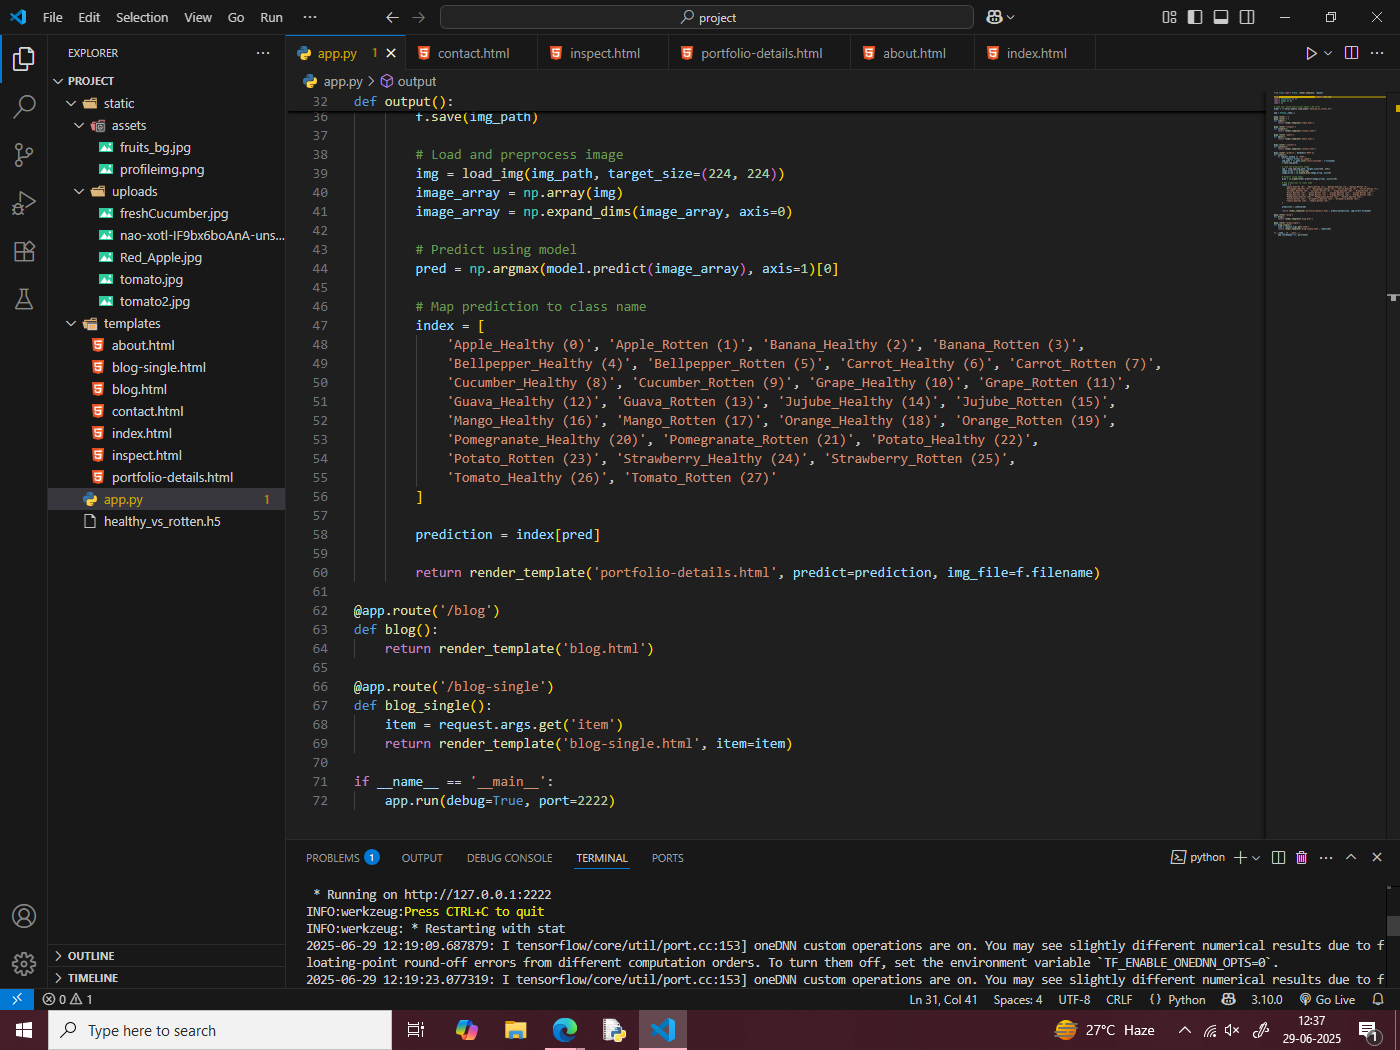 File Edit Selection View Go Run ··· project
EXPLORER ···
PROJECT
static
assets
fruits_bg.jpg
profileimg.png
uploads
freshCucumber.jpg
nao-xotl-IF9bx6boAnA-uns...
Red_Apple.jpg
tomato.jpg
tomato2.jpg
templates
about.html
blog-single.html
blog.html
contact.html
index.html
inspect.html
portfolio-details.html
app.py 1
healthy_vs_rotten.h5
OUTLINE
TIMELINE
app.py 1 contact.html inspect.html portfolio-details.html about.html index.html
app.py > output
32 def output():
36 f.save(img_path)
37
38 # Load and preprocess image
39 img = load_img(img_path, target_size=(224, 224))
40 image_array = np.array(img)
41 image_array = np.expand_dims(image_array, axis=0)
42
43 # Predict using model
44 pred = np.argmax(model.predict(image_array), axis=1)[0]
45
46 # Map prediction to class name
47 index = [
48 'Apple_Healthy (0)', 'Apple_Rotten (1)', 'Banana_Healthy (2)', 'Banana_Rotten (3)',
49 'Bellpepper_Healthy (4)', 'Bellpepper_Rotten (5)', 'Carrot_Healthy (6)', 'Carrot_Rotten (7)',
50 'Cucumber_Healthy (8)', 'Cucumber_Rotten (9)', 'Grape_Healthy (10)', 'Grape_Rotten (11)',
51 'Guava_Healthy (12)', 'Guava_Rotten (13)', 'Jujube_Healthy (14)', 'Jujube_Rotten (15)',
52 'Mango_Healthy (16)', 'Mango_Rotten (17)', 'Orange_Healthy (18)', 'Orange_Rotten (19)',
53 'Pomegranate_Healthy (20)', 'Pomegranate_Rotten (21)', 'Potato_Healthy (22)',
54 'Potato_Rotten (23)', 'Strawberry_Healthy (24)', 'Strawberry_Rotten (25)',
55 'Tomato_Healthy (26)', 'Tomato_Rotten (27)'
56 ]
57
58 prediction = index[pred]
59
60 return render_template('portfolio-details.html', predict=prediction, img_file=f.filename)
61
62 @app.route('/blog')
63 def blog():
64 return render_template('blog.html')
65
66 @app.route('/blog-single')
67 def blog_single():
68 item = request.args.get('item')
69 return render_template('blog-single.html', item=item)
70
71 if __name__ == '__main__':
72 app.run(debug=True, port=2222)
PROBLEMS 1 OUTPUT DEBUG CONSOLE TERMINAL PORTS python
* Running on http://127.0.0.1:2222
INFO:werkzeug:Press CTRL+C to quit
INFO:werkzeug: * Restarting with stat
2025-06-29 12:19:09.687879: I tensorflow/core/util/port.cc:153] oneDNN custom operations are on. You may see slightly different numerical results due to f
loating-point round-off errors from different computation orders. To turn them off, set the environment variable `TF_ENABLE_ONEDNN_OPTS=0`.
2025-06-29 12:19:23.077319: I tensorflow/core/util/port.cc:153] oneDNN custom operations are on. You may see slightly different numerical results due to f
0 1 Ln 31, Col 41 Spaces: 4 UTF-8 CRLF {} Python 3.10.0 Go Live
Type here to search 27°C Haze 12:37
29-06-2025 1